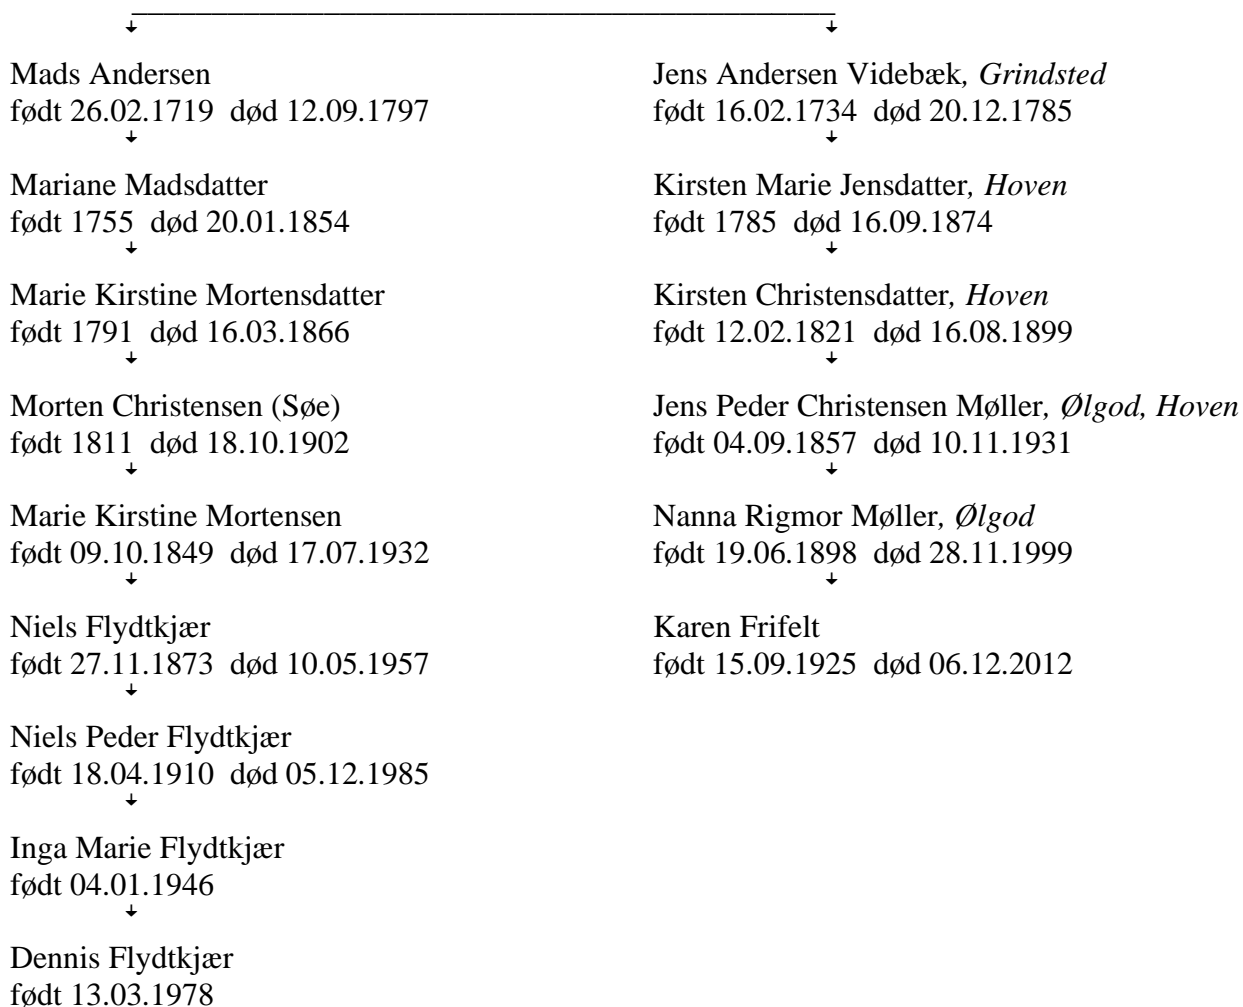 Mads Andersen
født 26.02.1719 død 12.09.1797
Mariane Madsdatter
født 1755 død 20.01.1854
Marie Kirstine Mortensdatter
født 1791 død 16.03.1866
Morten Christensen (Søe)
født 1811 død 18.10.1902
Marie Kirstine Mortensen
født 09.10.1849 død 17.07.1932
Niels Flydtkjær
født 27.11.1873 død 10.05.1957
Niels Peder Flydtkjær
født 18.04.1910 død 05.12.1985
Inga Marie Flydtkjær
født 04.01.1946
Dennis Flydtkjær
født 13.03.1978
Jens Andersen Videbæk, Grindsted
født 16.02.1734 død 20.12.1785
Kirsten Marie Jensdatter, Hoven
født 1785 død 16.09.1874
Kirsten Christensdatter, Hoven
født 12.02.1821 død 16.08.1899
Jens Peder Christensen Møller, Ølgod, Hoven
født 04.09.1857 død 10.11.1931
Nanna Rigmor Møller, Ølgod
født 19.06.1898 død 28.11.1999
Karen Frifelt
født 15.09.1925 død 06.12.2012